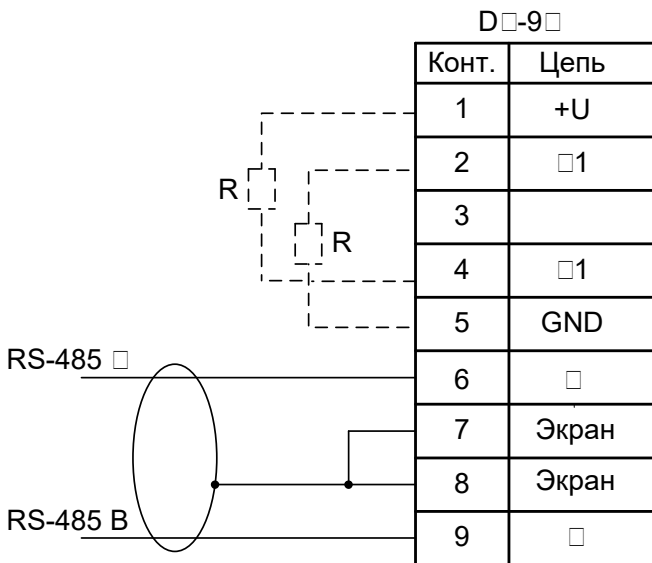 D□-9□
Конт. Цепь
1 +U
2 □1
3
4 □1
5 GND
6 □
7 Экран
8 Экран
9 □
R
R
RS-485 □
RS-485 B